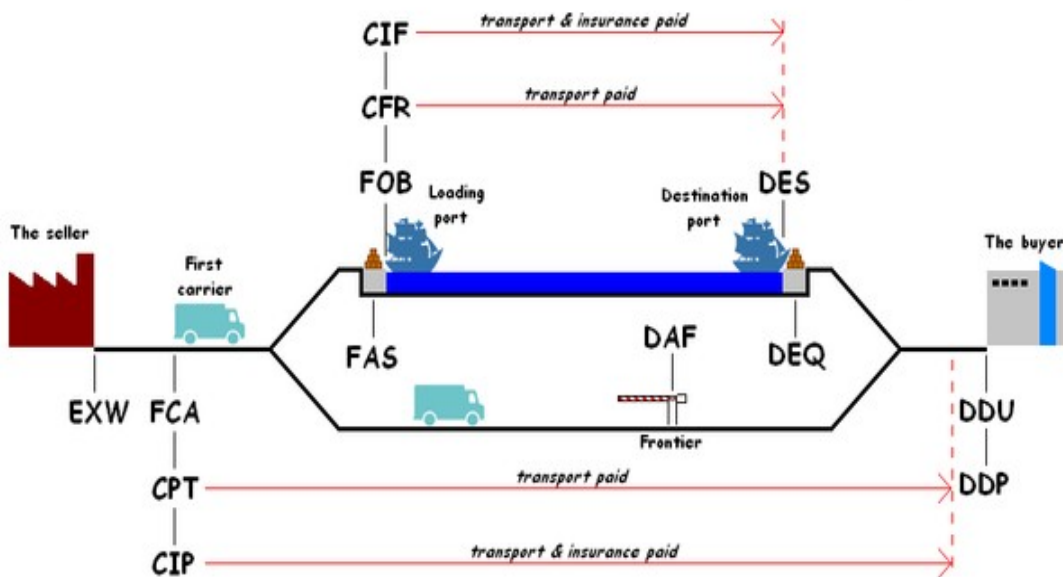 CIF
transport & insurance paid
CFR
transport paid
FOB
Loading
port
Destination
port
DES
The seller
The buyer
First
carrier
FAS
DAF
DEQ
EXW
FCA
Frontier
DDU
CPT
transport paid
DDP
CIP
transport & insurance paid